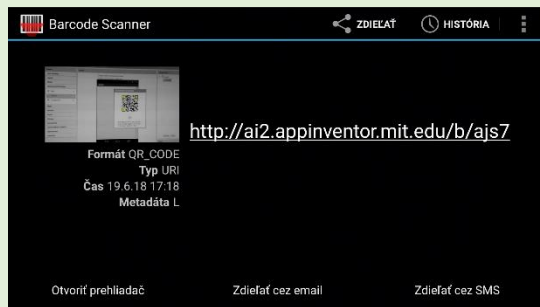 Barcode Scanner
ZDIEĽAŤ
HISTÓRIA
http://ai2.appinventor.mit.edu/b/ajs7
Formát QR_CODE
Typ URI
Čas 19.6.18 17:18
Metadáta L
Otvoriť prehliadač
Zdieľať cez email
Zdieľať cez SMS